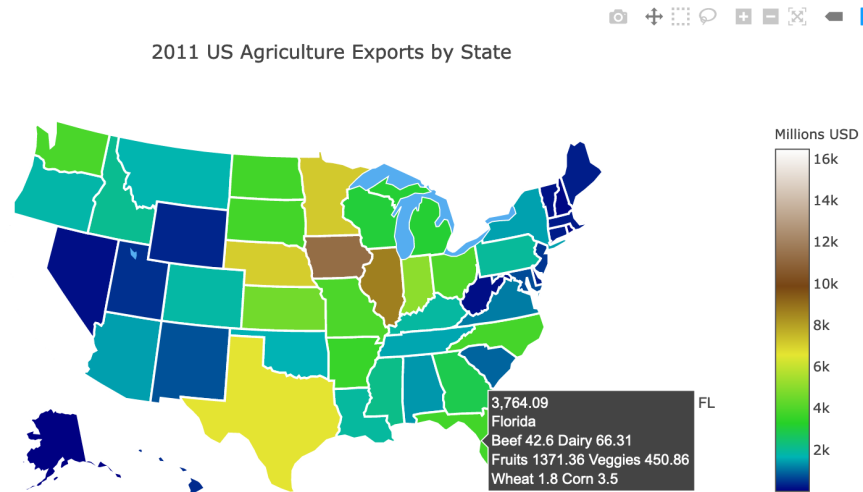 2011 US Agriculture Exports by State
Millions USD
16k
14k
12k
10k
8k
6k
4k
2k
3,764.09
Florida
Beef 42.6 Dairy 66.31
Fruits 1371.36 Veggies 450.86
Wheat 1.8 Corn 3.5
FL